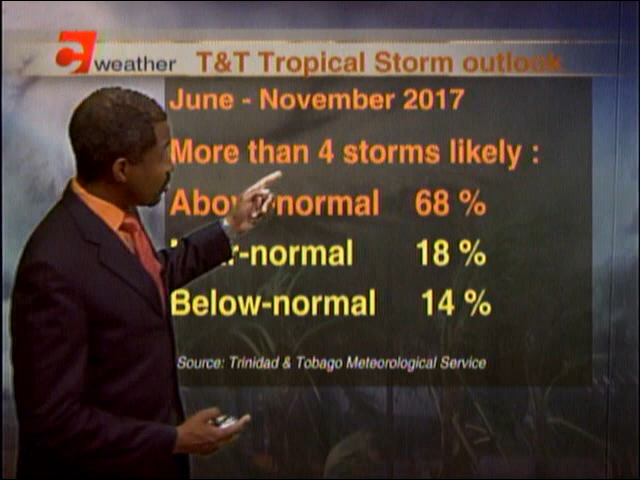 C weather T&T Tropical Storm outlook
June - November 2017
More than 4 storms likely :
-normal 68 %
-normal 18 %
Below-normal 14 %
Source: Trinidad & Tobago Meteorological Service